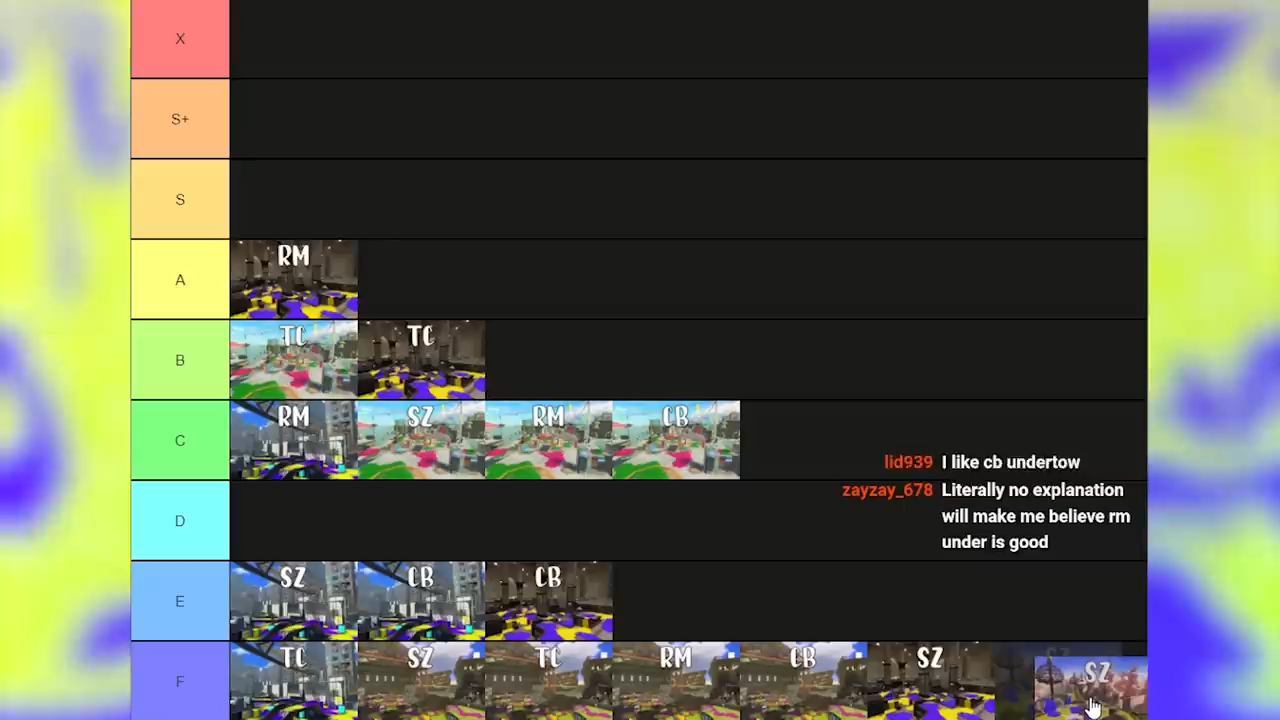 X
S+
S
A
RM
B
TC
TC
C
RM
SZ
RM
CB
lid939 I like cb undertow
zayzay_678 Literally no explanation
will make me believe rm
under is good
D
E
SZ
CB
CB
F
TC
SZ
TC
RM
CB
SZ
SZ
SZ